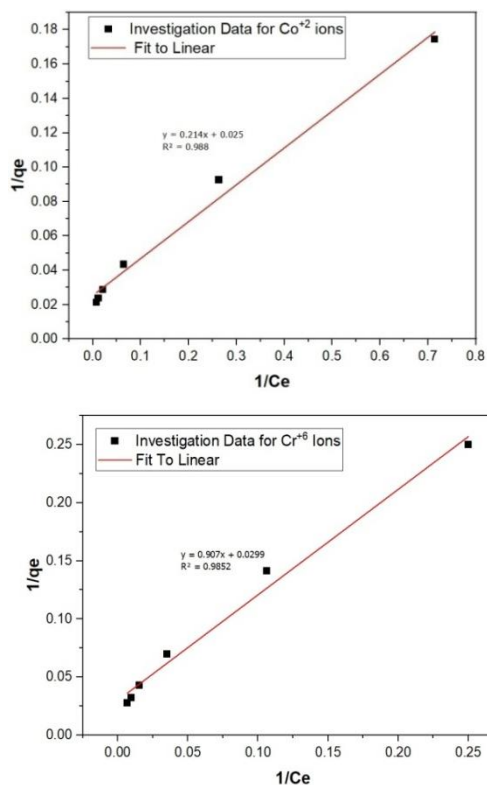 0.18
0.16
0.14
0.12
0.10
0.08
0.06
0.04
0.02
0.00
1/qe
Investigation Data for Co⁺² ions
Fit to Linear
y = 0.214x + 0.025
R² = 0.988
0.0 0.1 0.2 0.3 0.4 0.5 0.6 0.7 0.8
1/Ce
0.25
0.20
0.15
0.10
0.05
0.00
1/qe
Investigation Data for Cr⁺⁶ Ions
Fit To Linear
y = 0.907x + 0.0299
R² = 0.9852
0.00 0.05 0.10 0.15 0.20 0.25
1/Ce